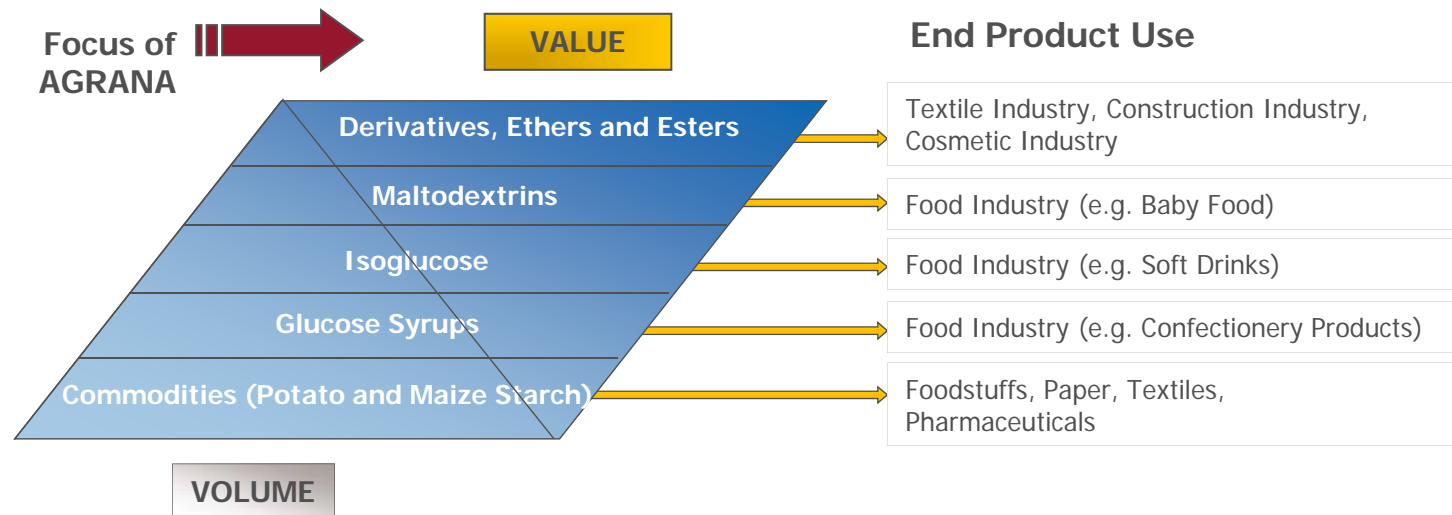 Focus of
AGRANA
VALUE
End Product Use
Derivatives, Ethers and Esters
Textile Industry, Construction Industry,
Cosmetic Industry
Maltodextrins
Food Industry (e.g. Baby Food)
Isoglucose
Food Industry (e.g. Soft Drinks)
Glucose Syrups
Food Industry (e.g. Confectionery Products)
Commodities (Potato and Maize Starch)
Foodstuffs, Paper, Textiles,
Pharmaceuticals
VOLUME